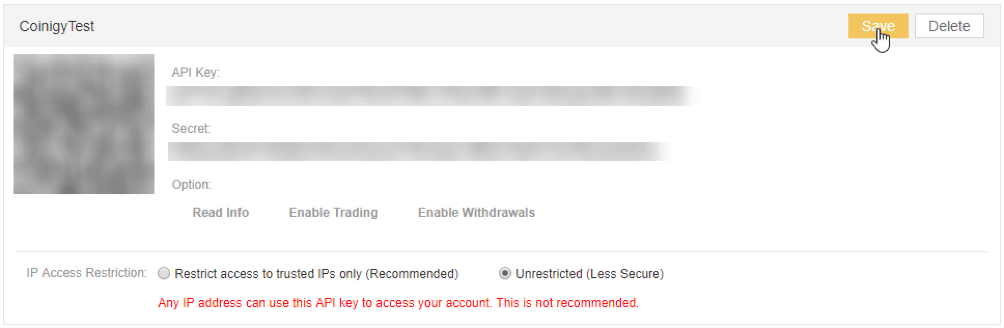 CoinigyTest Save Delete
API Key:
Secret:
Option:
Read Info Enable Trading Enable Withdrawals
IP Access Restriction: Restrict access to trusted IPs only (Recommended) Unrestricted (Less Secure)
Any IP address can use this API key to access your account. This is not recommended.